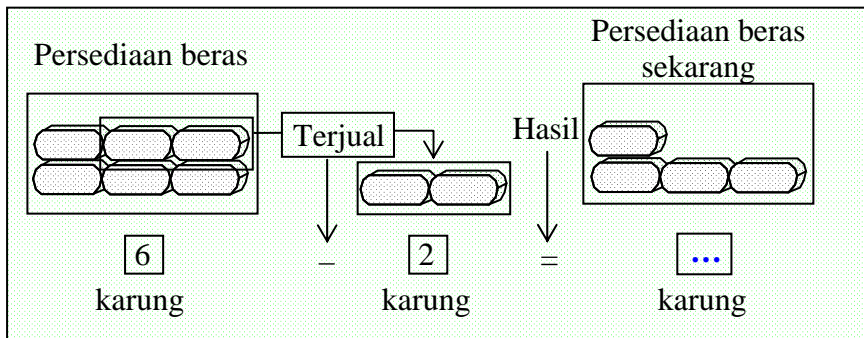 Persediaan beras
Persediaan beras
sekarang
Terjual
Hasil
6 – 2 = ...
karung karung karung